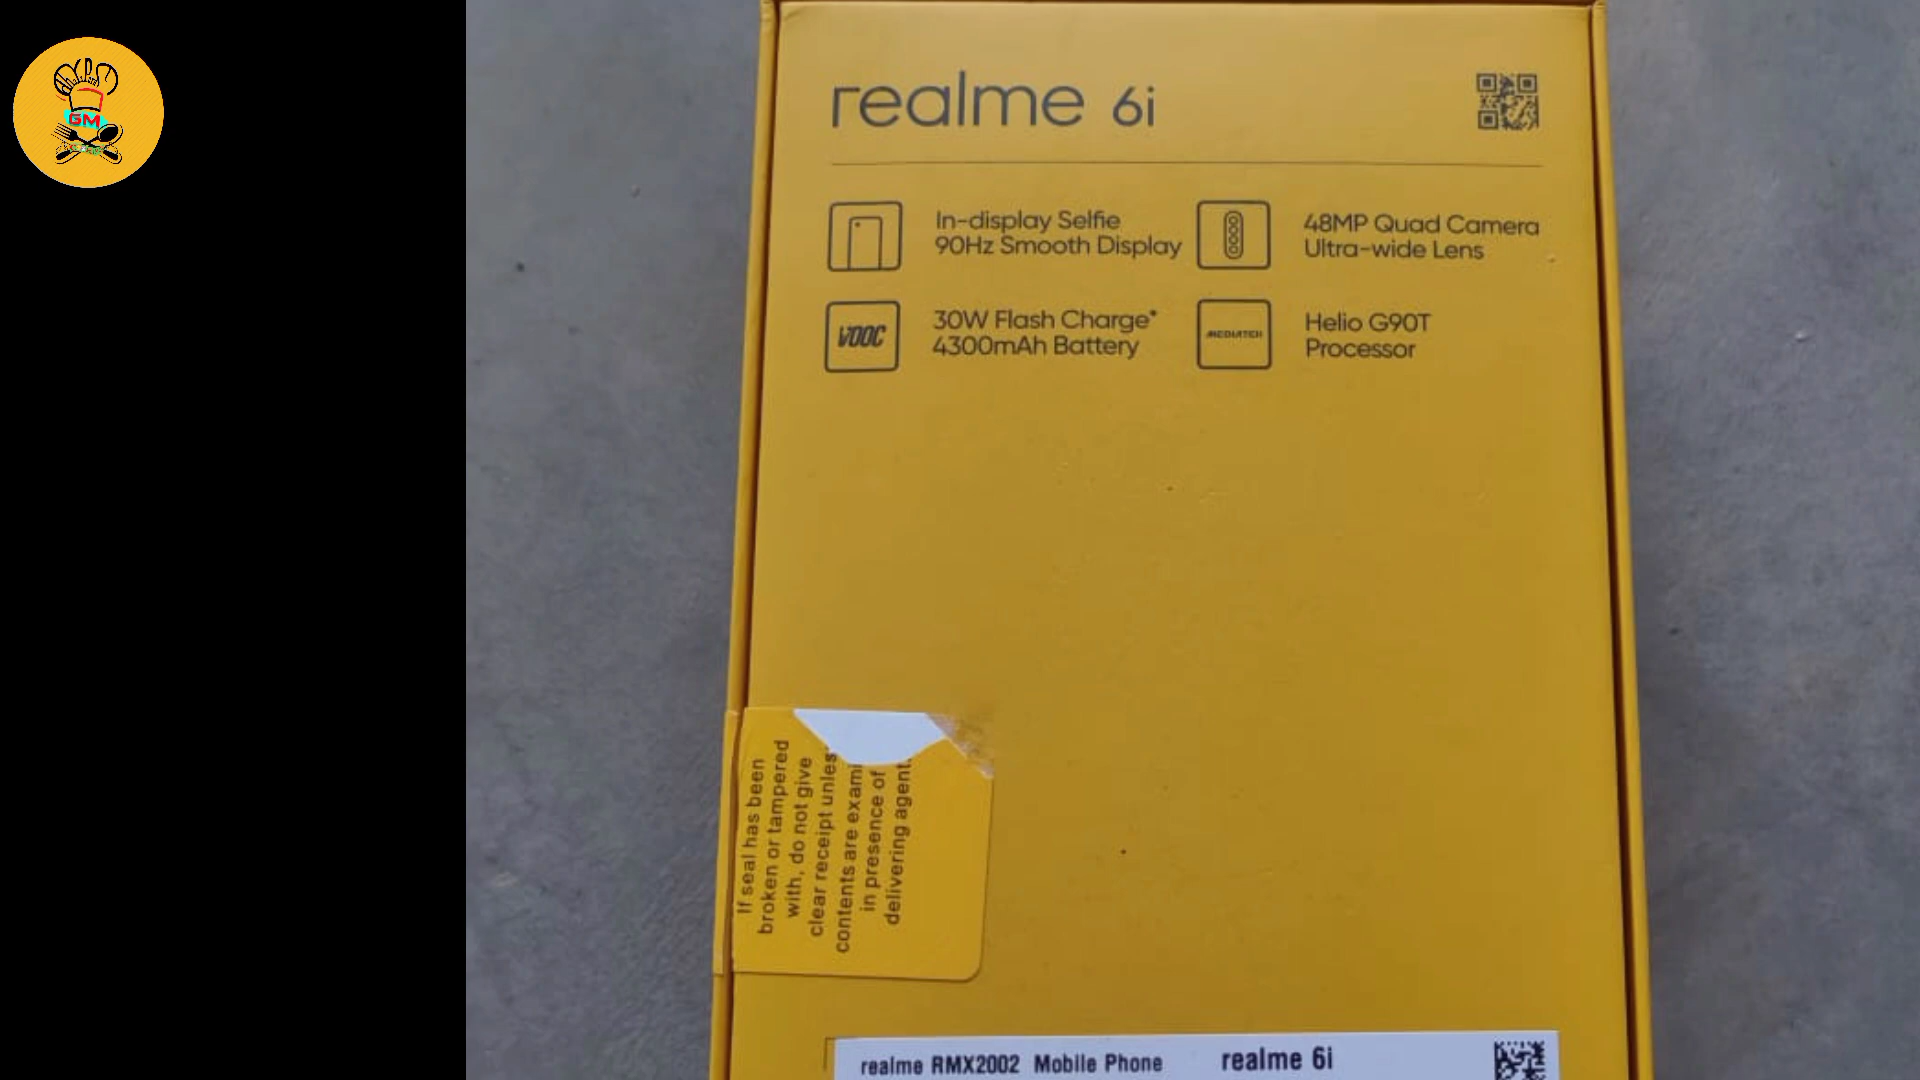 GM
realme 6i
In-display Selfie
90Hz Smooth Display
48MP Quad Camera
Ultra-wide Lens
VOOC
30W Flash Charge*
4300mAh Battery
MEDIATEK
Helio G90T
Processor
If seal has been
broken or tampered
with, do not give
clear receipt
contents are
in presence of
delivering agent.
realme RMX2002 Mobile Phone realme 6i